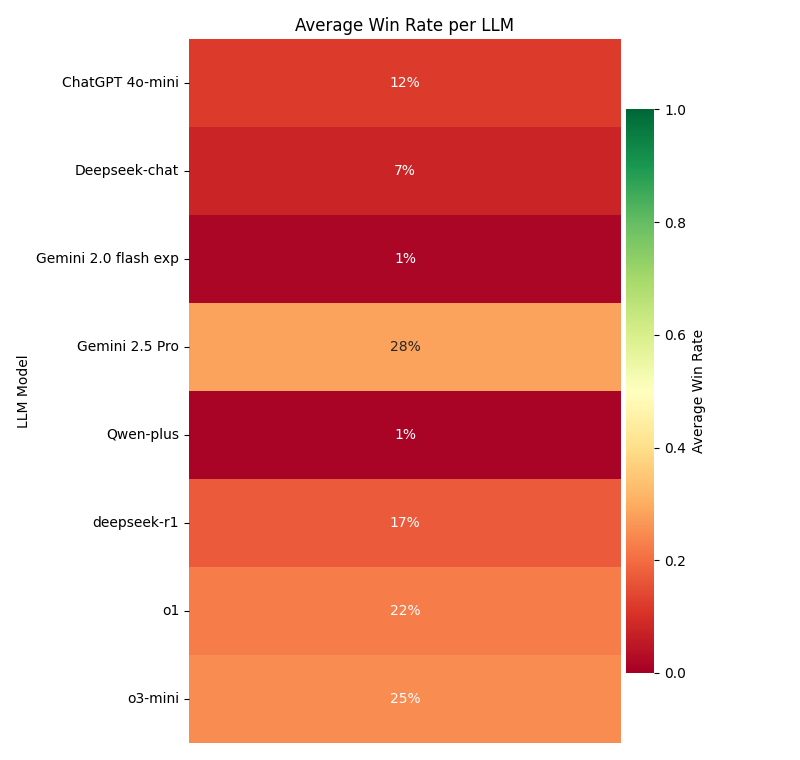 Average Win Rate per LLM
LLM Model
ChatGPT 4o-mini
12%
Deepseek-chat
7%
Gemini 2.0 flash exp
1%
Gemini 2.5 Pro
28%
Qwen-plus
1%
deepseek-r1
17%
o1
22%
o3-mini
25%
1.0
0.8
0.6
0.4
0.2
0.0
Average Win Rate